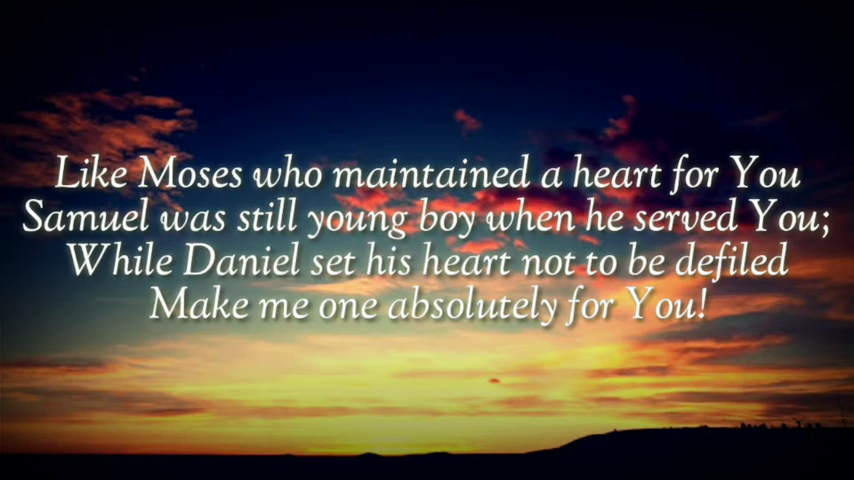 Like Moses who maintained a heart for You
Samuel was still young boy when he served You;
While Daniel set his heart not to be defiled
Make me one absolutely for You!